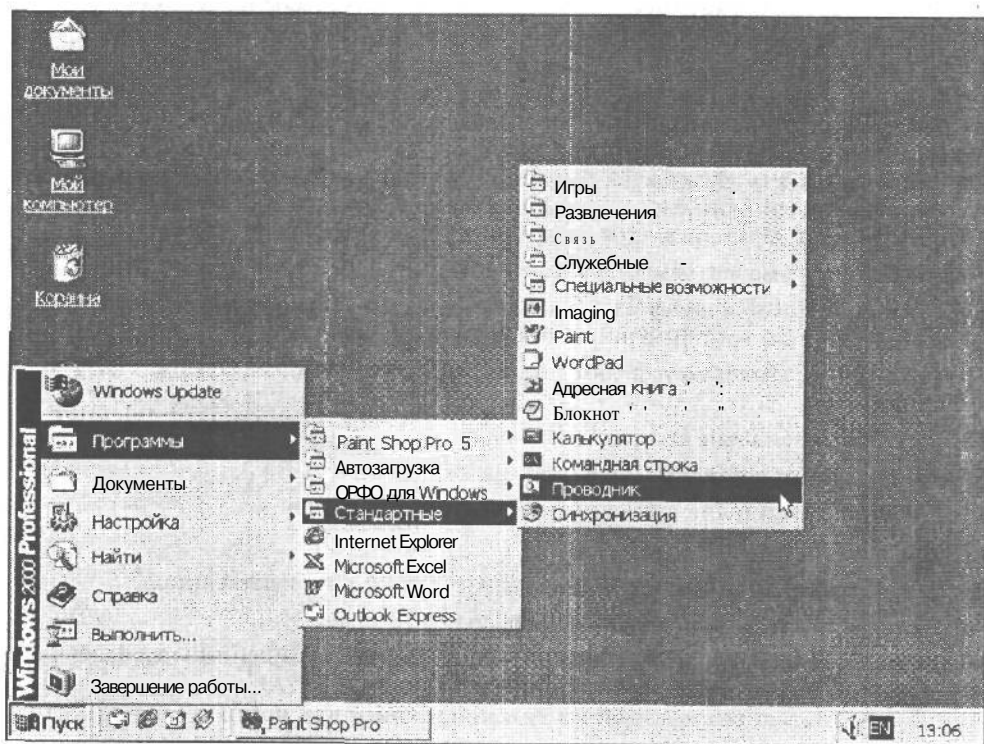 Мои
документы
Мой
компьютер
Корзина
Игры
Развлечения
Связь
Служебные
Специальные возможности
Imaging
Paint
WordPad
Адресная книга
Блокнот
Калькулятор
Командная строка
Проводник
Синхронизация
Paint Shop Pro 5
Автозагрузка
ОРФО для Windows
Стандартные
Internet Explorer
Microsoft Excel
Microsoft Word
Outlook Express
Windows Update
Программы
Документы
Настройка
Найти
Справка
Выполнить...
Завершение работы...
Windows 2000 Professional
Пуск
Paint Shop Pro
EN
13:06